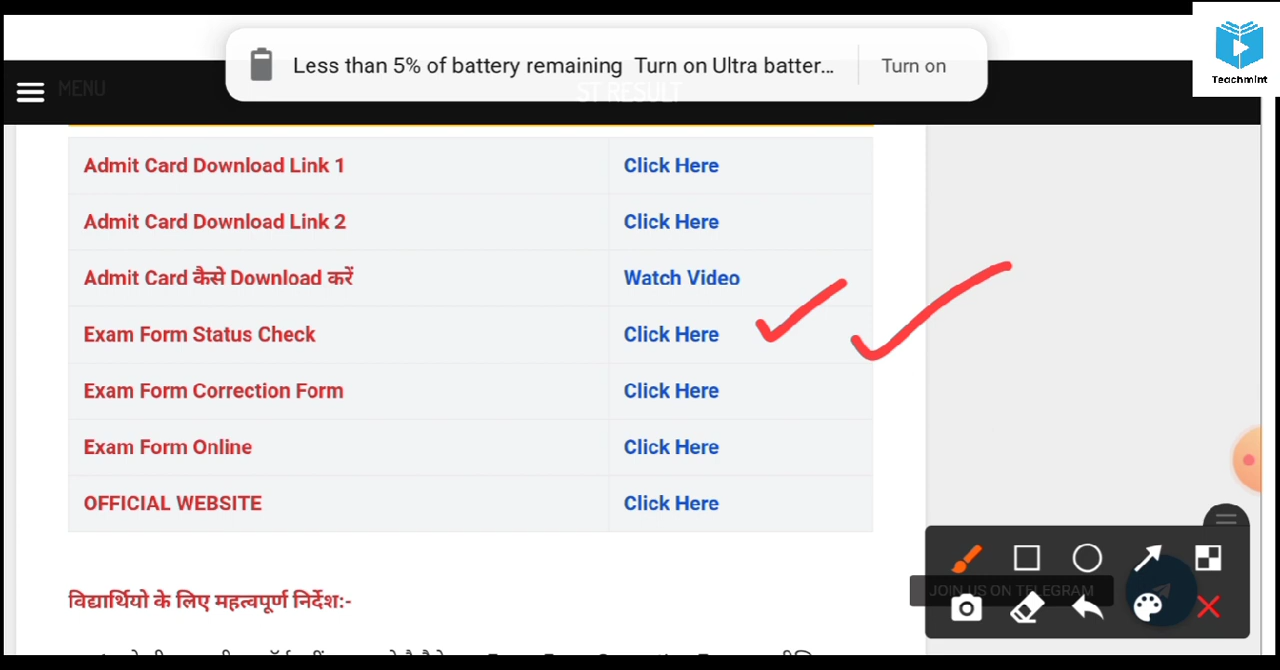 Less than 5% of battery remaining Turn on Ultra batter... Turn on
Teachmint
MENU
ST RESULT
Admit Card Download Link 1 Click Here
Admit Card Download Link 2 Click Here
Admit Card कैसे Download करें Watch Video
Exam Form Status Check Click Here
Exam Form Correction Form Click Here
Exam Form Online Click Here
OFFICIAL WEBSITE Click Here
JOIN US ON TELEGRAM
विद्यार्थियो के लिए महत्वपूर्ण निर्देश:-